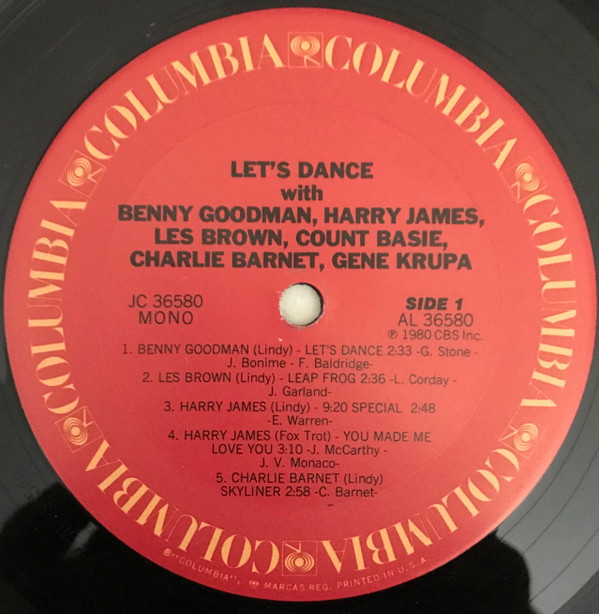 COLUMBIA COLUMBIA COLUMBIA COLUMBIA COLUMBIA COLUMBIA
LET'S DANCE
with
BENNY GOODMAN, HARRY JAMES,
LES BROWN, COUNT BASIE,
CHARLIE BARNET, GENE KRUPA
JC 36580
MONO
SIDE 1
AL 36580
℗ 1980 CBS Inc.
1. BENNY GOODMAN (Lindy) - LET'S DANCE 2:33 -G. Stone -
J. Bonime - F. Baldridge-
2. LES BROWN (Lindy) - LEAP FROG 2:36 -L. Corday -
J. Garland-
3. HARRY JAMES (Lindy) - 9:20 SPECIAL 2:48
-E. Warren-
4. HARRY JAMES (Fox Trot) - YOU MADE ME
LOVE YOU 3:10 -J. McCarthy -
J. V. Monaco-
5. CHARLIE BARNET (Lindy)
SKYLINER 2:58 -C. Barnet-
"COLUMBIA", MARCAS REG. PRINTED IN U.S.A.